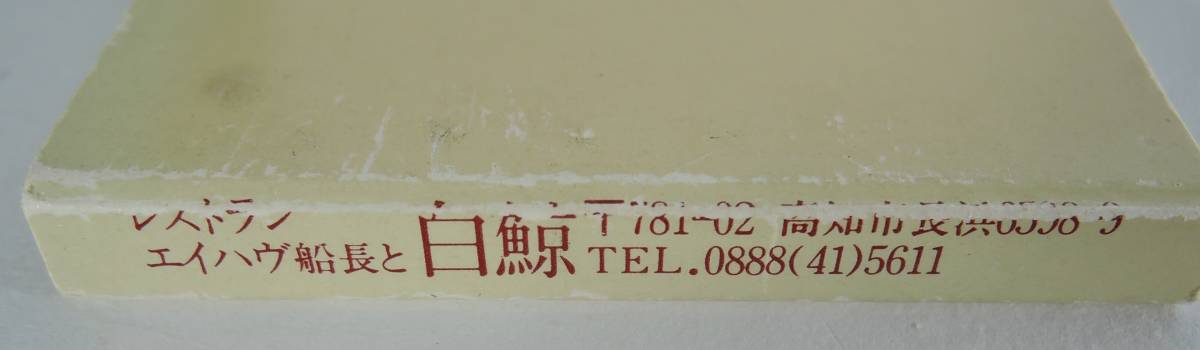 レストラン
エイハヴ船長と
白鯨
〒781-02 高知市長浜
TEL.0888(41)5611